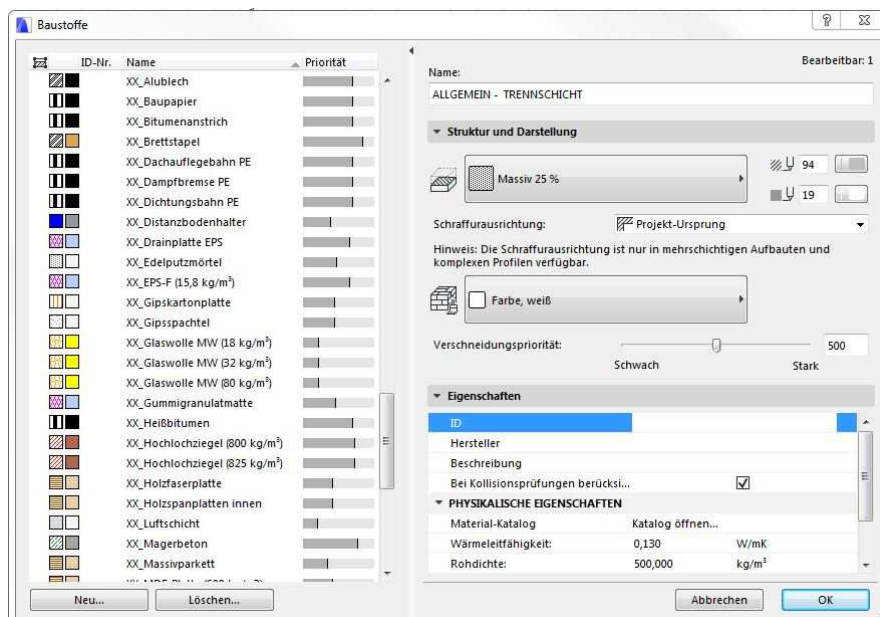 Baustoffe
ID-Nr. Name Priorität
XX_Alublech
XX_Baupapier
XX_Bitumenanstrich
XX_Brettstapel
XX_Dachauflegebahn PE
XX_Dampfbremse PE
XX_Dichtungsbahn PE
XX_Distanzbodenhalter
XX_Drainplatte EPS
XX_Edelputzmörtel
XX_EPS-F (15,8 kg/m³)
XX_Gipskartonplatte
XX_Gipsspachtel
XX_Glaswolle MW (18 kg/m³)
XX_Glaswolle MW (32 kg/m³)
XX_Glaswolle MW (80 kg/m³)
XX_Gummigranulatmatte
XX_Heißbitumen
XX_Hochlochziegel (800 kg/m³)
XX_Hochlochziegel (825 kg/m³)
XX_Holzfaserplatte
XX_Holzspanplatten innen
XX_Luftschicht
XX_Magerbeton
XX_Massivparkett
Neu...
Löschen...
Bearbeitbar: 1
Name:
ALLGEMEIN - TRENNSCHICHT
Struktur und Darstellung
Massiv 25 %
94
19
Schraffurausrichtung: Projekt-Ursprung
Hinweis: Die Schraffurausrichtung ist nur in mehrschichtigen Aufbauten und
komplexen Profilen verfügbar.
Farbe, weiß
Verschneidungspriorität: 500
Schwach Stark
Eigenschaften
ID
Hersteller
Beschreibung
Bei Kollisionsprüfungen berücksi...
PHYSIKALISCHE EIGENSCHAFTEN
Material-Katalog Katalog öffnen...
Wärmeleitfähigkeit: 0,130 W/mK
Rohdichte: 500,000 kg/m³
Abbrechen
OK